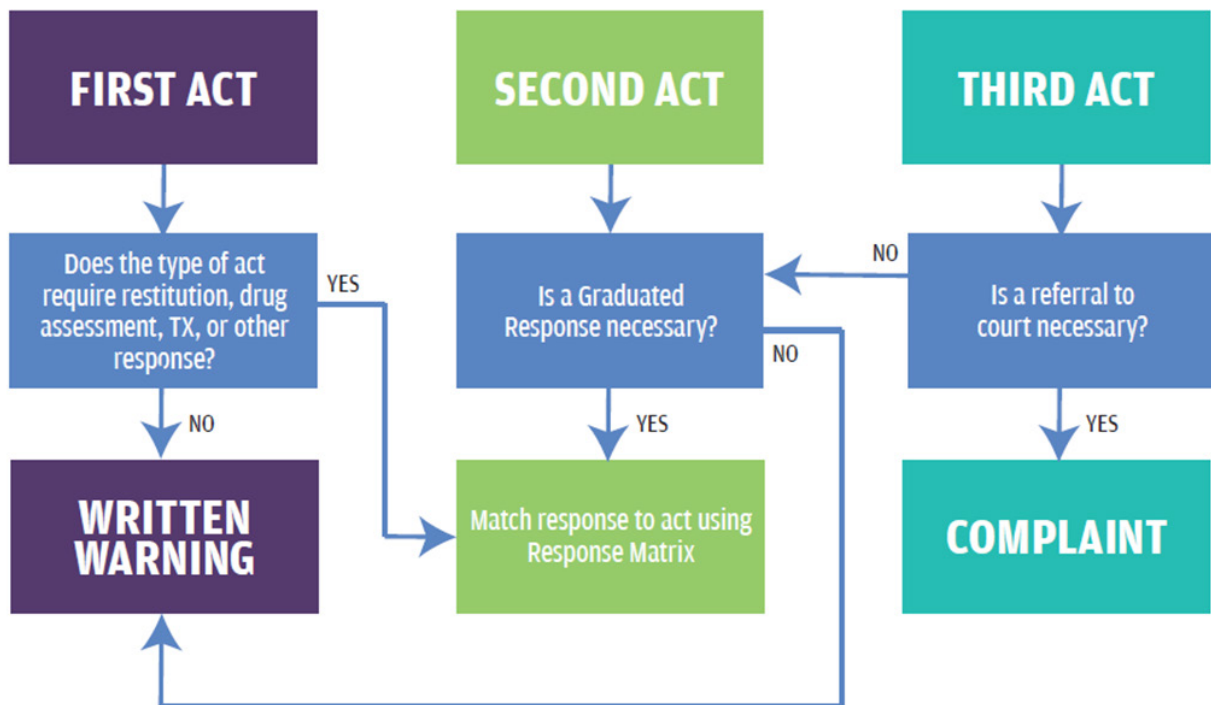 FIRST ACT
SECOND ACT
THIRD ACT
Does the type of act
require restitution, drug
assessment, TX, or other
response?
YES
NO
Is a Graduated
Response necessary?
NO
YES
NO
Is a referral to
court necessary?
YES
WRITTEN
WARNING
Match response to act using
Response Matrix
COMPLAINT